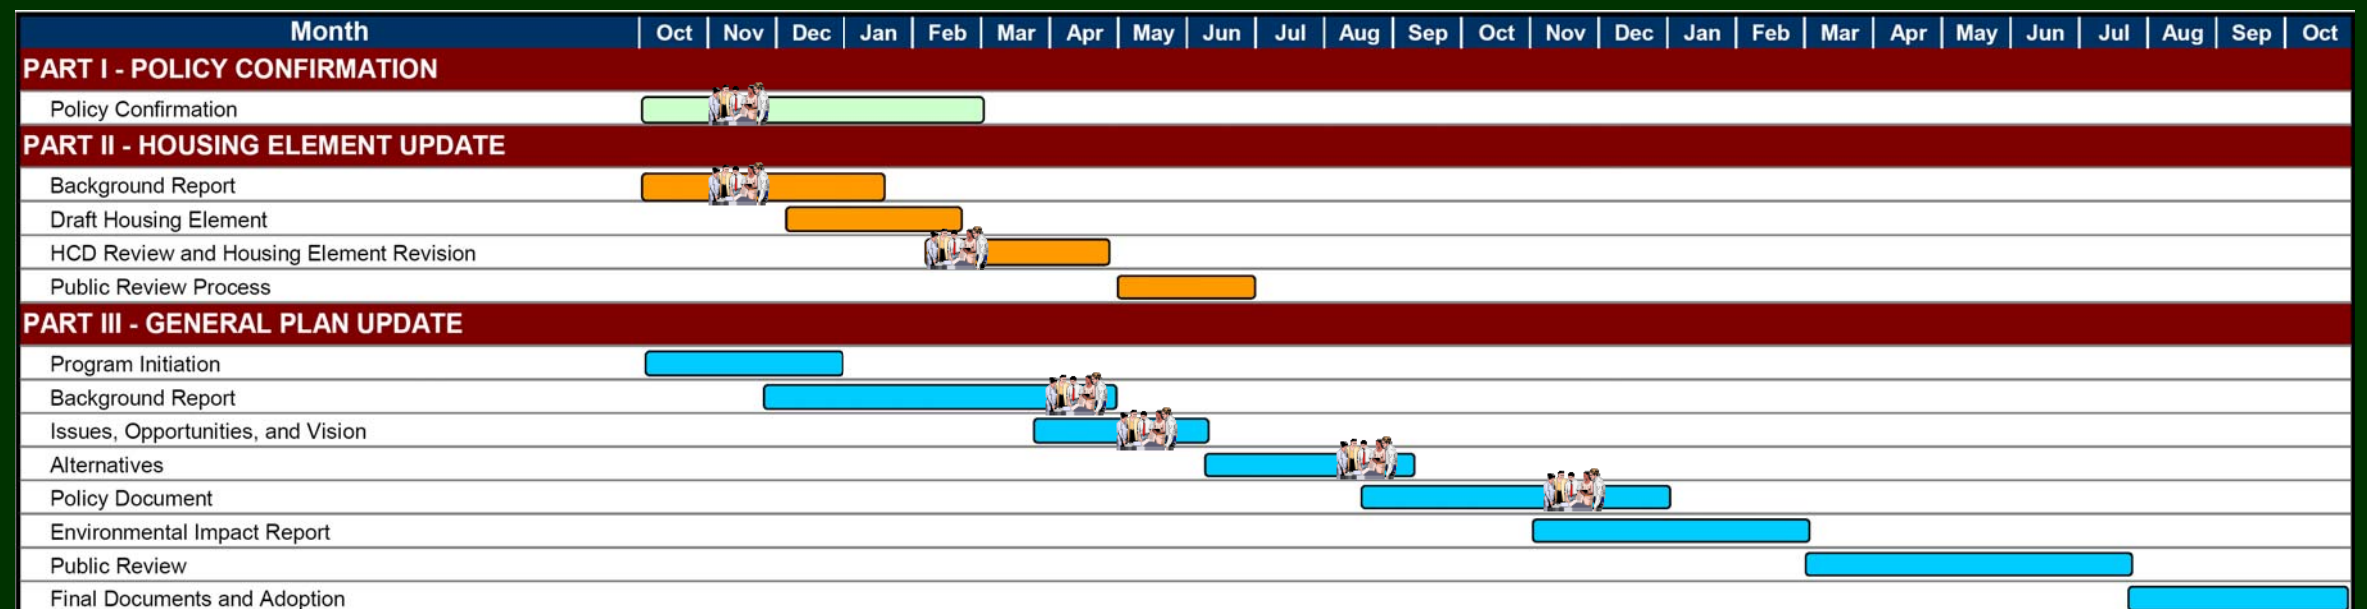 Month Oct Nov Dec Jan Feb Mar Apr May Jun Jul Aug Sep Oct Nov Dec Jan Feb Mar Apr May Jun Jul Aug Sep Oct
PART I - POLICY CONFIRMATION
Policy Confirmation
PART II - HOUSING ELEMENT UPDATE
Background Report
Draft Housing Element
HCD Review and Housing Element Revision
Public Review Process
PART III - GENERAL PLAN UPDATE
Program Initiation
Background Report
Issues, Opportunities, and Vision
Alternatives
Policy Document
Environmental Impact Report
Public Review
Final Documents and Adoption